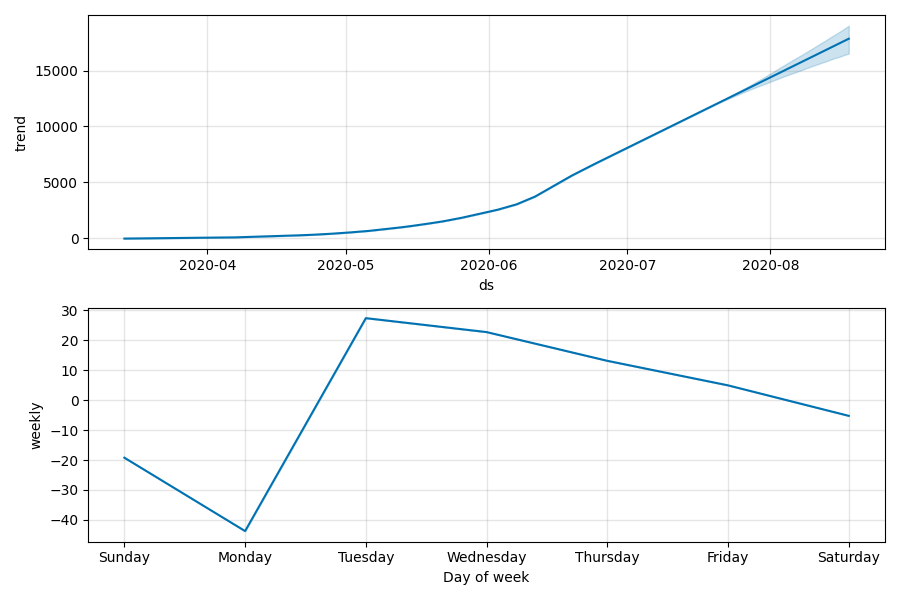 trend
15000
10000
5000
0
2020-04 2020-05 2020-06 2020-07 2020-08
ds
weekly
30
20
10
0
−10
−20
−30
−40
Sunday Monday Tuesday Wednesday Thursday Friday Saturday
Day of week